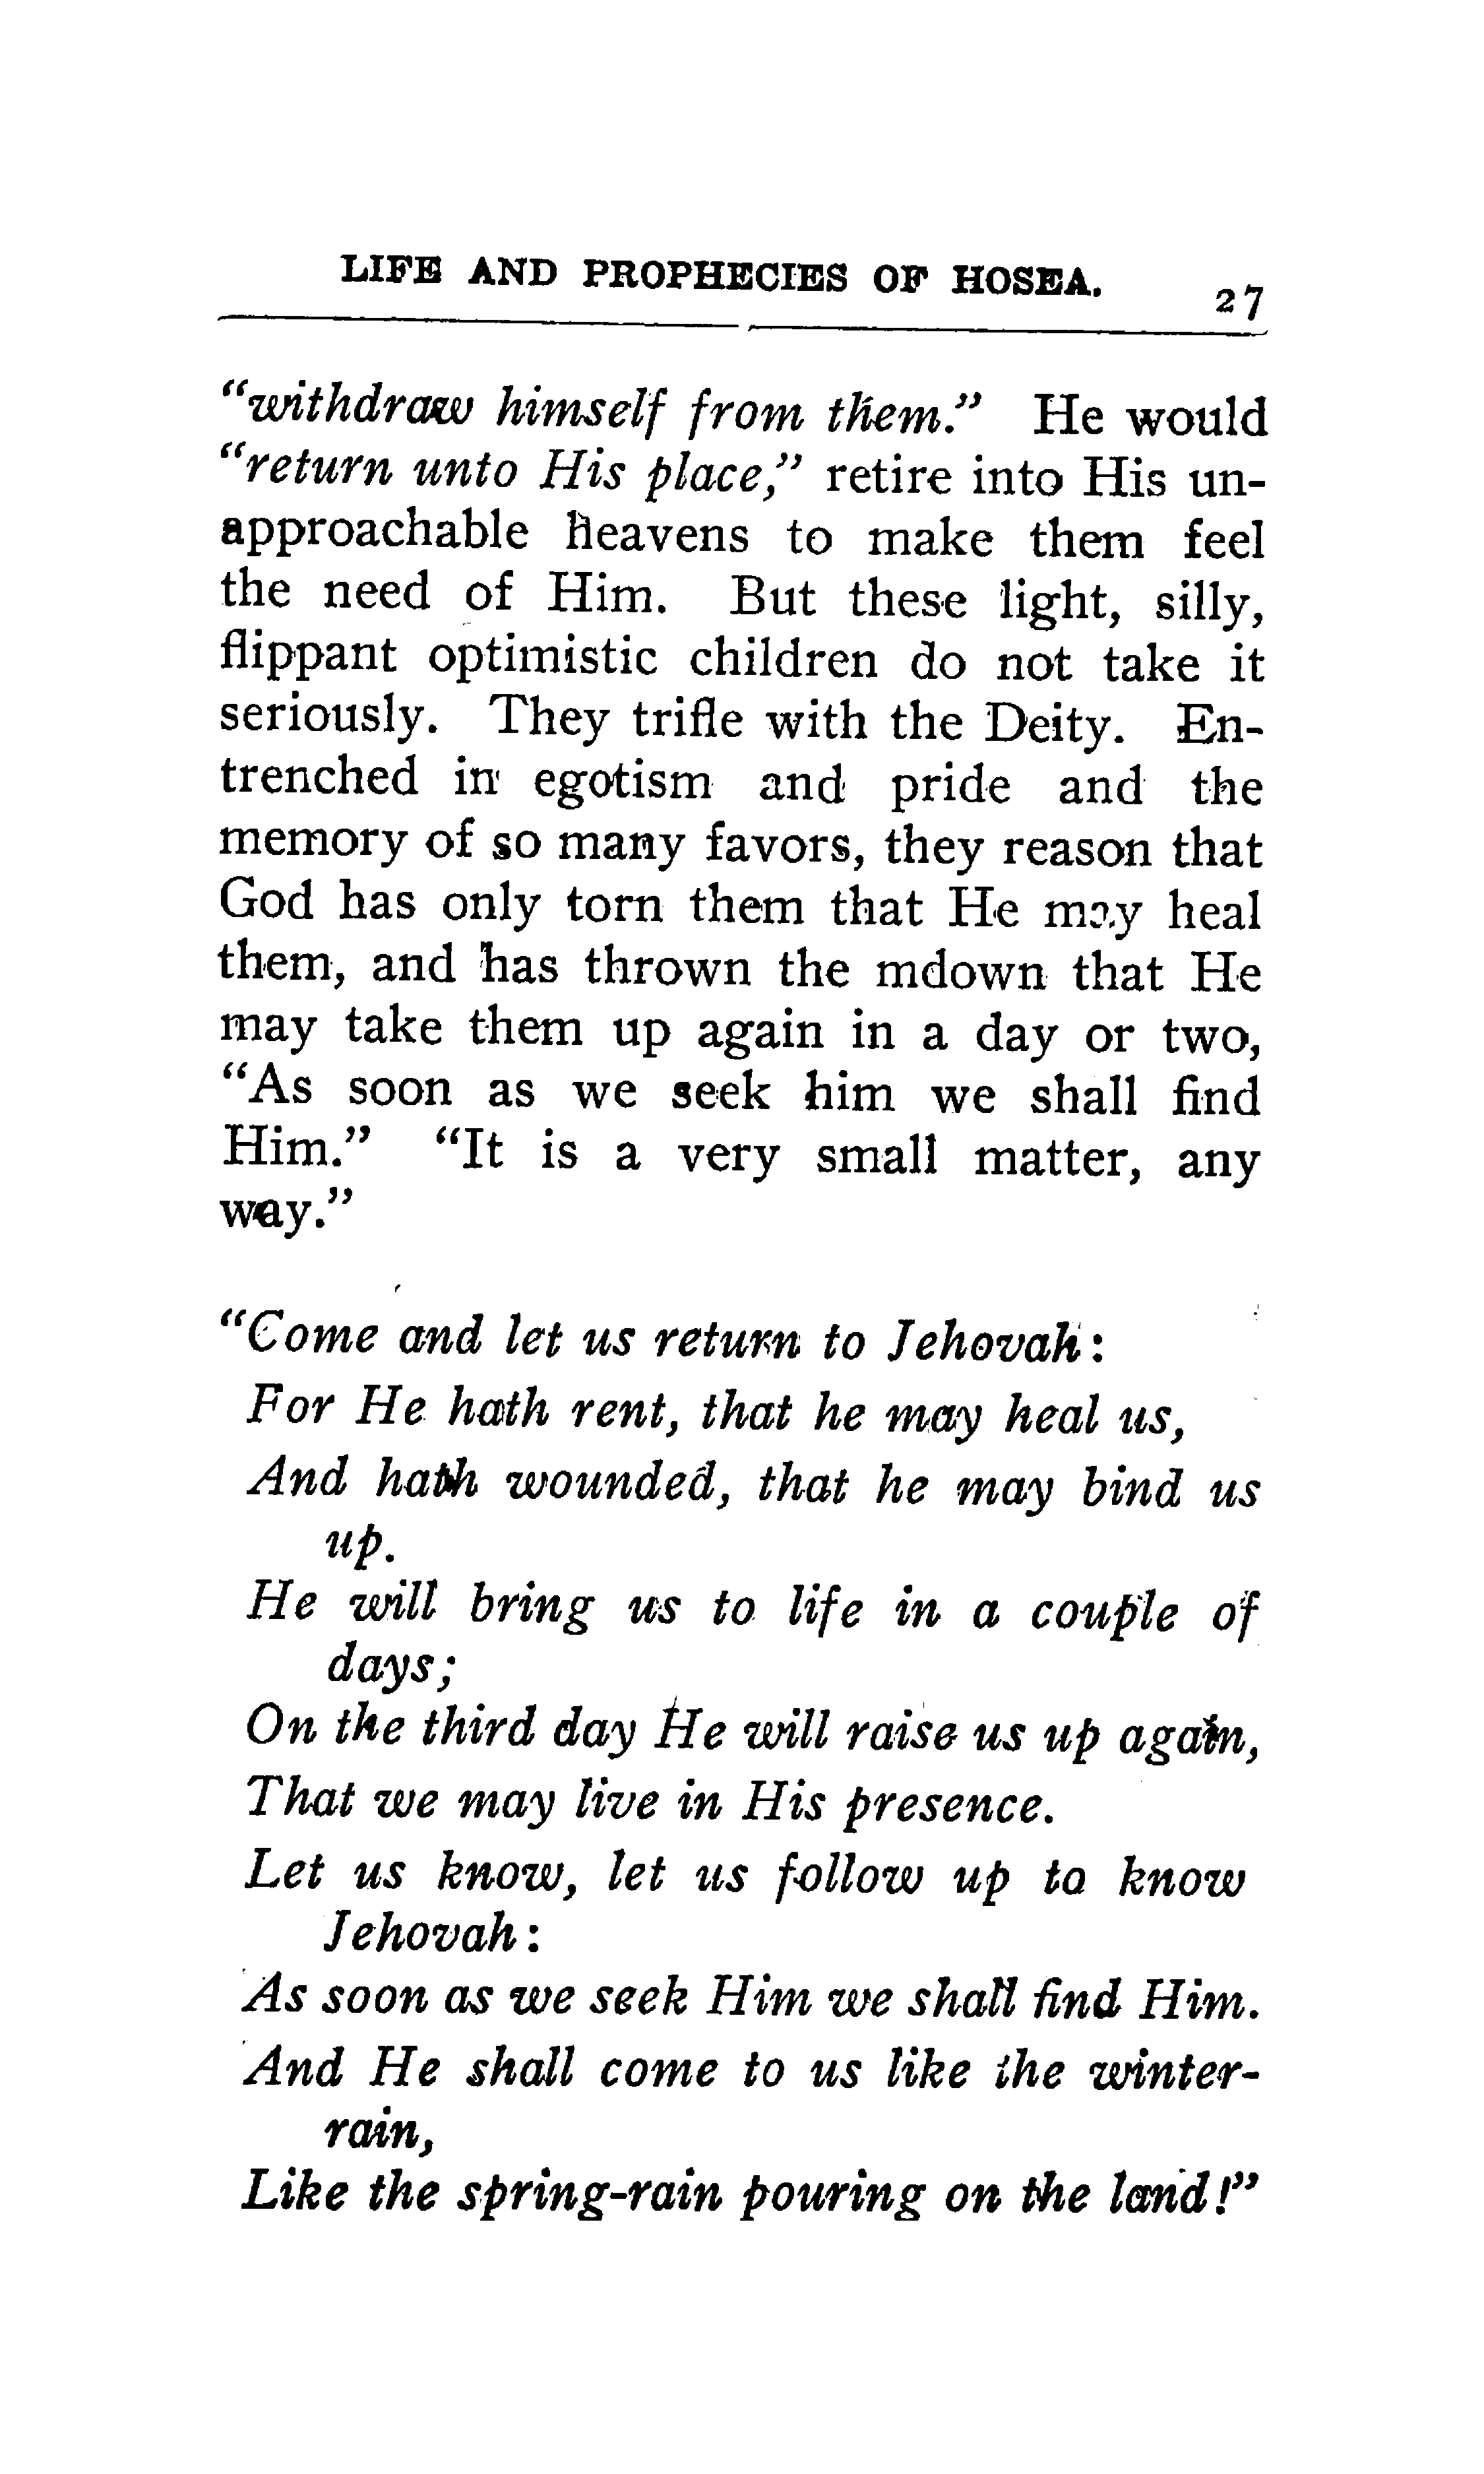 LIFE AND PROPHECIES OF HOSEA. 27
"withdraw himself from them." He would
"return unto His place," retire into His un-
approachable heavens to make them feel
the need of Him. But these light, silly,
flippant optimistic children do not take it
seriously. They trifle with the Deity. En-
trenched in egotism and pride and the
memory of so many favors, they reason that
God has only torn them that He may heal
them, and has thrown the mdown that He
may take them up again in a day or two,
"As soon as we seek him we shall find
Him." "It is a very small matter, any
way."
"Come and let us return to Jehovah:
For He hath rent, that he may heal us,
And hath wounded, that he may bind us
up.
He will bring us to life in a couple of
days;
On the third day He will raise us up again,
That we may live in His presence.
Let us know, let us follow up to know
Jehovah:
As soon as we seek Him we shall find Him.
And He shall come to us like the winter-
rain,
Like the spring-rain pouring on the land!"